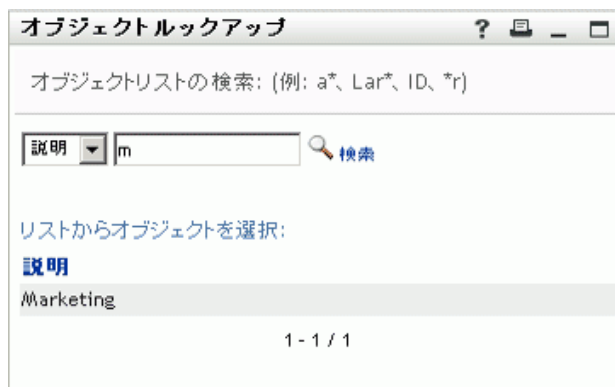 オブジェクトルックアップ ?
オブジェクトリストの検索: (例: a*、Lar*、ID、*r)
説明 m 検索
リストからオブジェクトを選択:
説明
Marketing
1 - 1 / 1